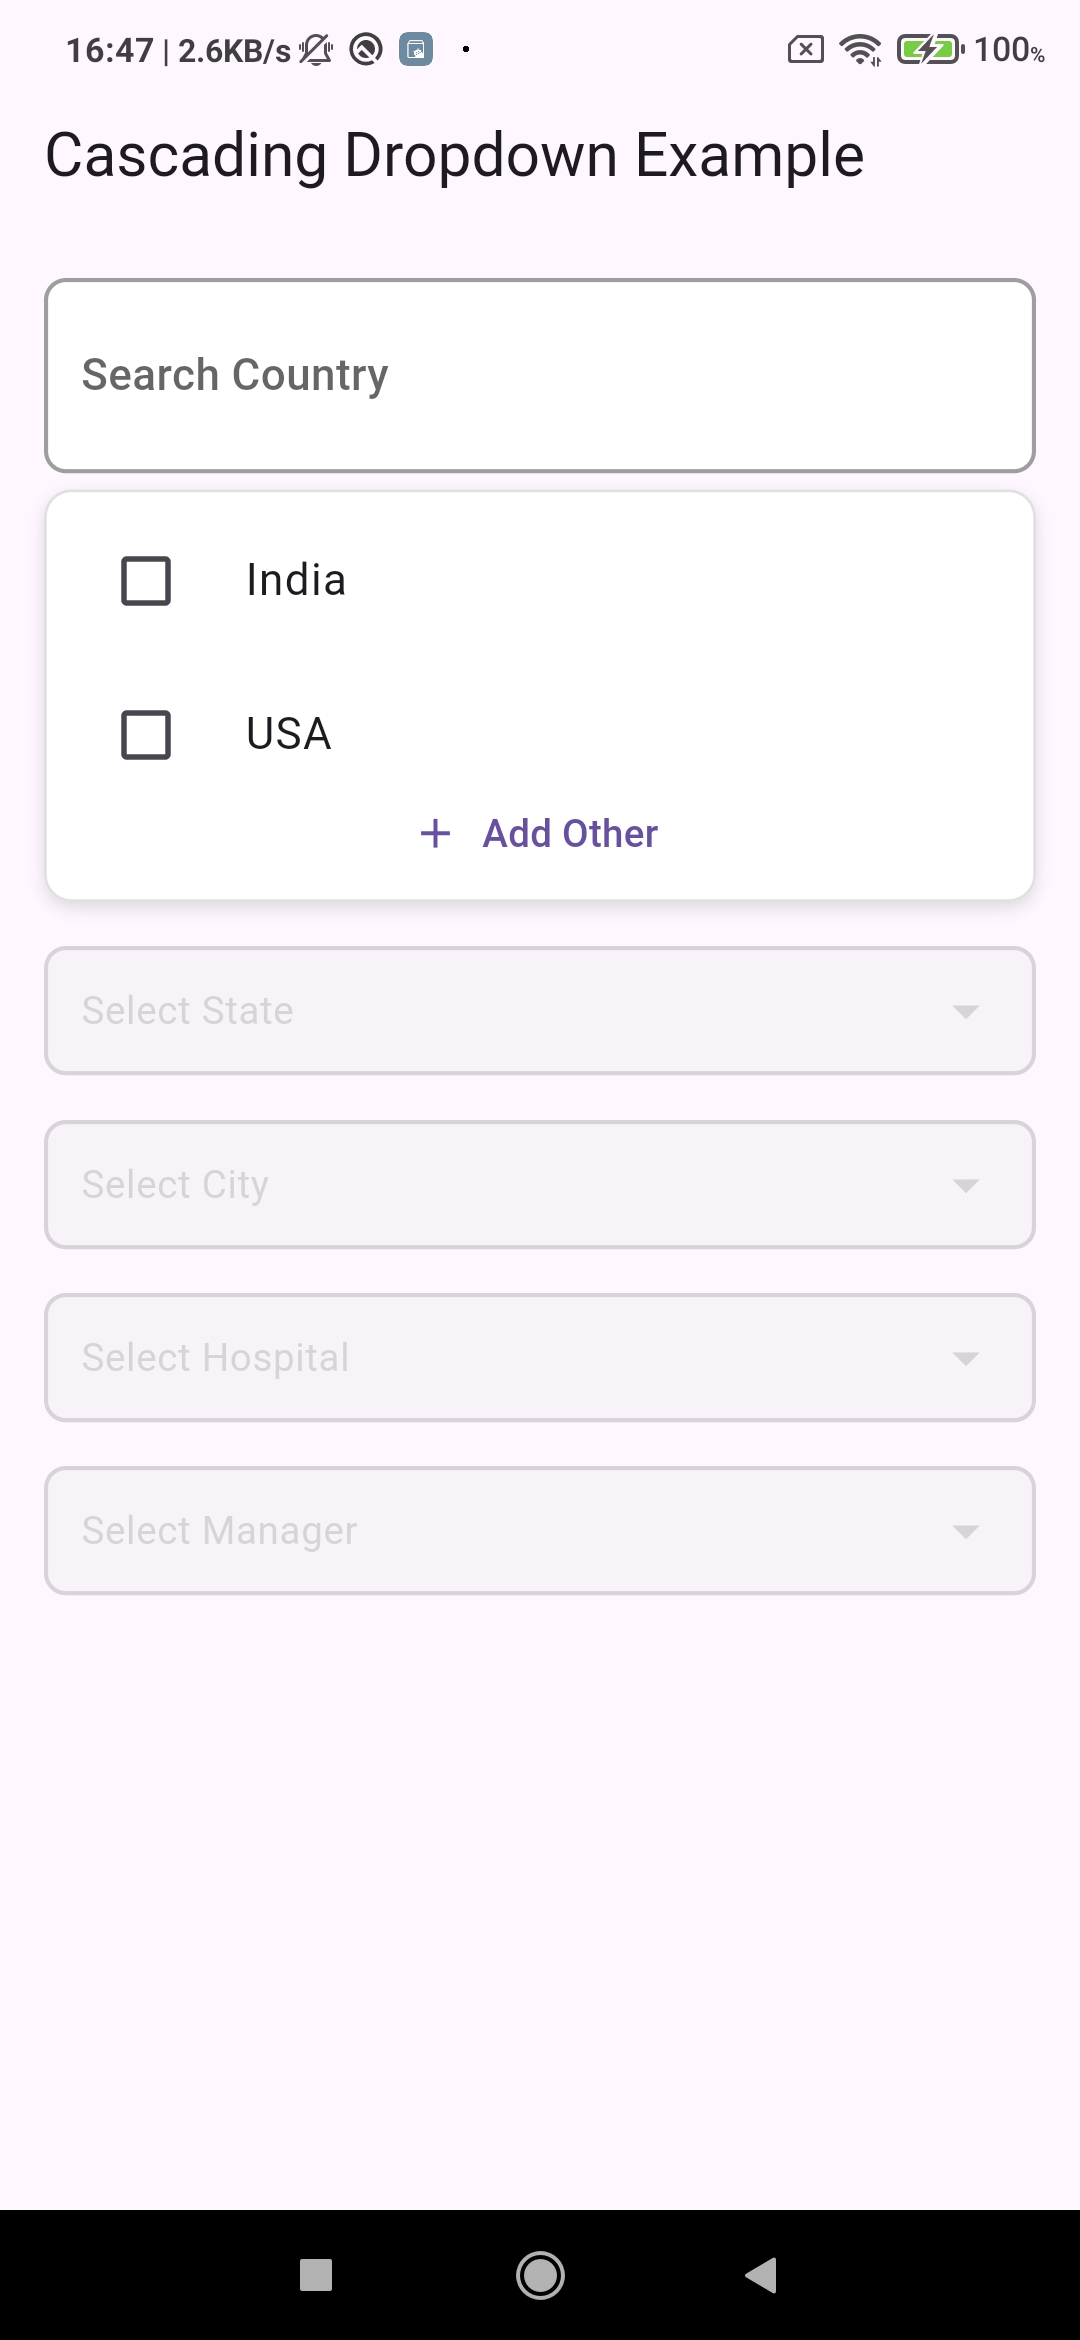 16:47 | 2.6KB/s 100%
Cascading Dropdown Example
Search Country
India
USA
+ Add Other
Select State
Select City
Select Hospital
Select Manager